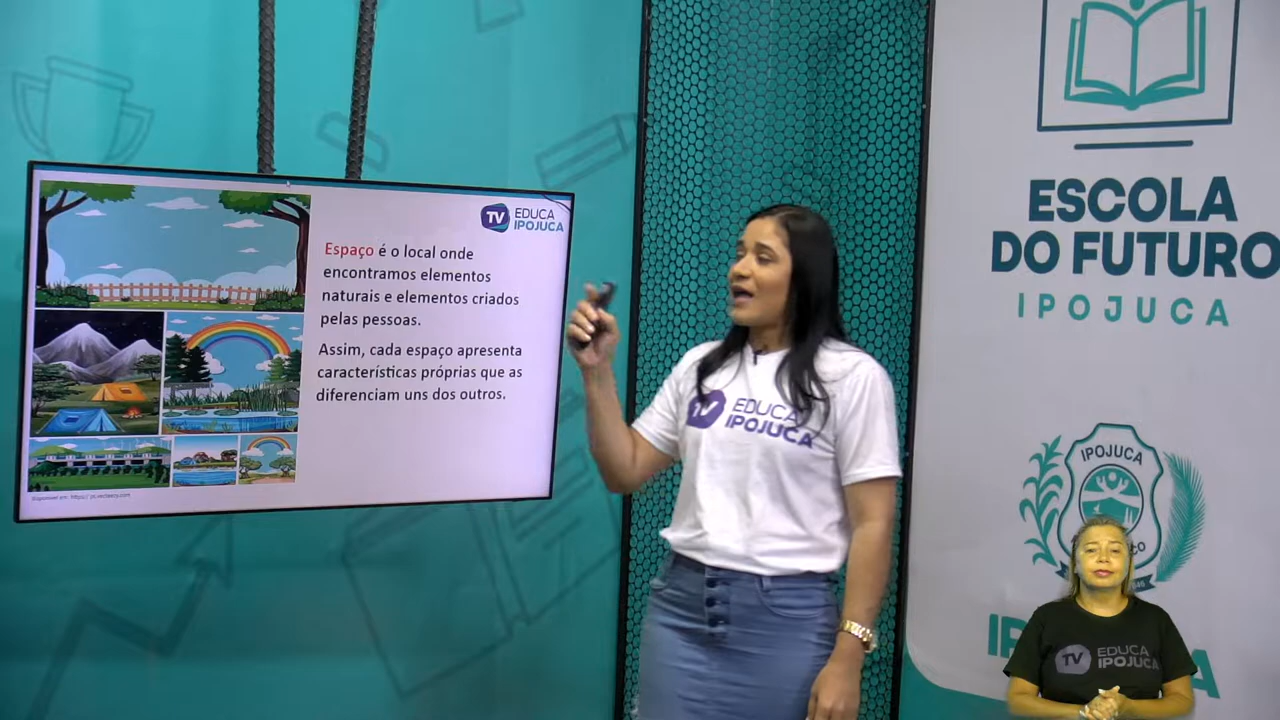 TV EDUCA
IPOJUCA
Espaço é o local onde
encontramos elementos
naturais e elementos criados
pelas pessoas.
Assim, cada espaço apresenta
características próprias que as
diferenciam uns dos outros.
TV EDUCA
IPOJUCA
ESCOLA
DO FUTURO
IPOJUCA
IPOJUCA
TV EDUCA
IPOJUCA